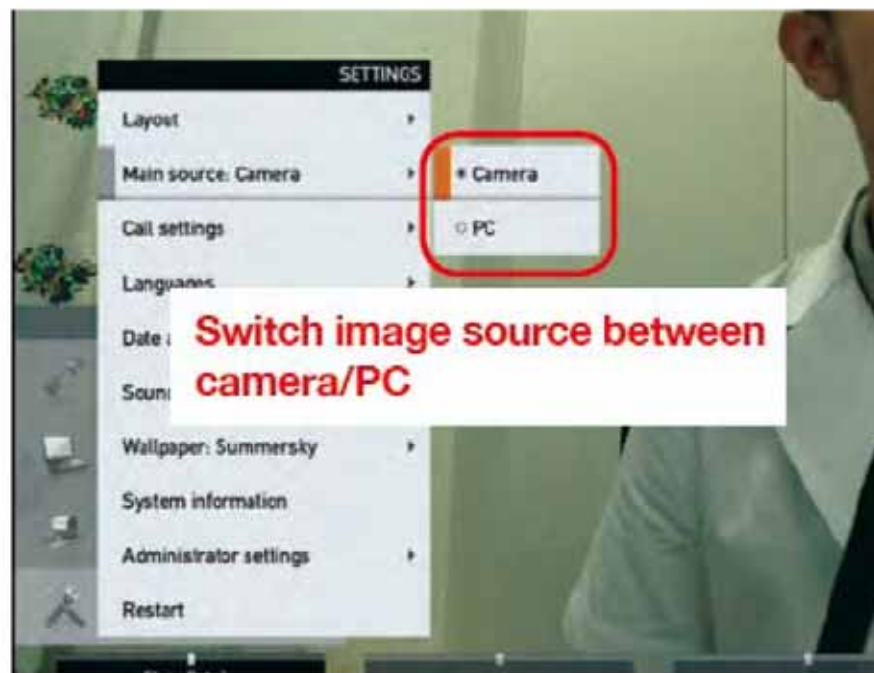 SETTINGS
Layout
Main source: Camera
Camera
Call settings
PC
Languages
Date
Switch image source between
camera/PC
Wallpaper: Summersky
System information
Administrator settings
Restart